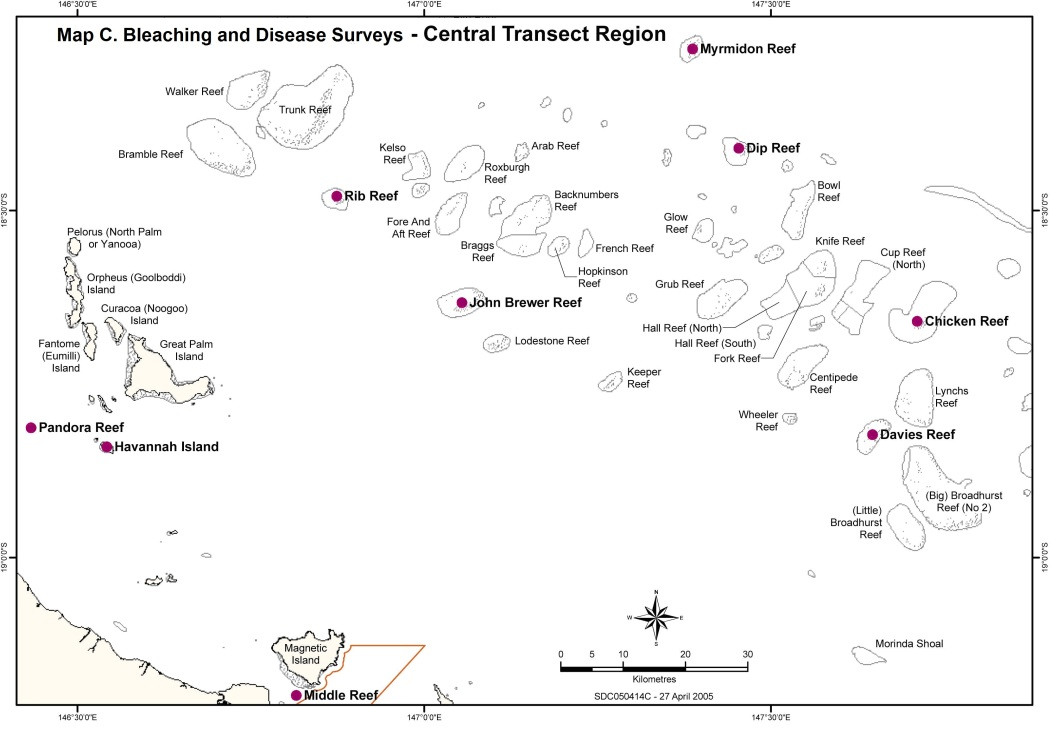 146°30'0"E
147°0'0"E
147°30'0"E
Map C. Bleaching and Disease Surveys - Central Transect Region
Myrmidon Reef
Walker Reef
Trunk Reef
Bramble Reef
Kelso
Reef
Arab Reef
Roxburgh
Reef
Dip Reef
Rib Reef
Backnumbers
Reef
Bowl
Reef
18°30'0"S
18°30'0"S
Fore And
Aft Reef
Glow
Reef
Pelorus (North Palm
or Yanooa)
Braggs
Reef
French Reef
Knife Reef
Cup Reef
(North)
Hopkinson
Reef
Orpheus (Goolboddi)
Island
Grub Reef
Curacoa (Noogoo)
Island
John Brewer Reef
Chicken Reef
Hall Reef (North)
Hall Reef (South)
Fork Reef
Fantome
(Eumilli)
Island
Great Palm
Island
Lodestone Reef
Keeper
Reef
Centipede
Reef
Lynchs
Reef
Wheeler
Reef
Pandora Reef
Davies Reef
Havannah Island
(Big) Broadhurst
Reef (No 2)
(Little)
Broadhurst
Reef
19°0'0"S
19°0'0"S
N
W
E
S
Magnetic
Island
Morinda Shoal
0 5 10 20 30
Kilometres
Middle Reef
SDC050414C - 27 April 2005
146°30'0"E
147°0'0"E
147°30'0"E